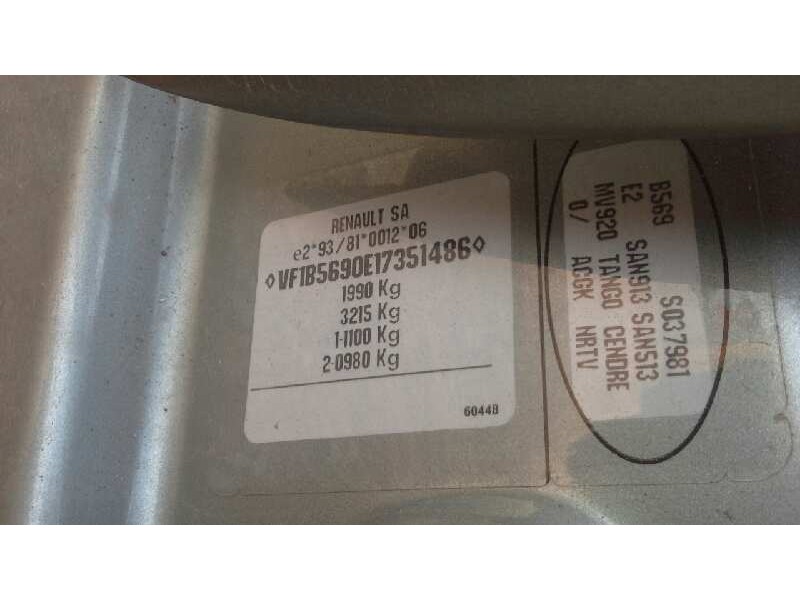 RENAULT SA
e2*93/81*0012*06
◊VF1B5690E17351486◊
1990 Kg
3215 Kg
1-1100 Kg
2-0980 Kg
60448
B569 S037981
E2 SAN913 SAN513
MV920 TANGO CENDRE
0/ ACGK NRTV